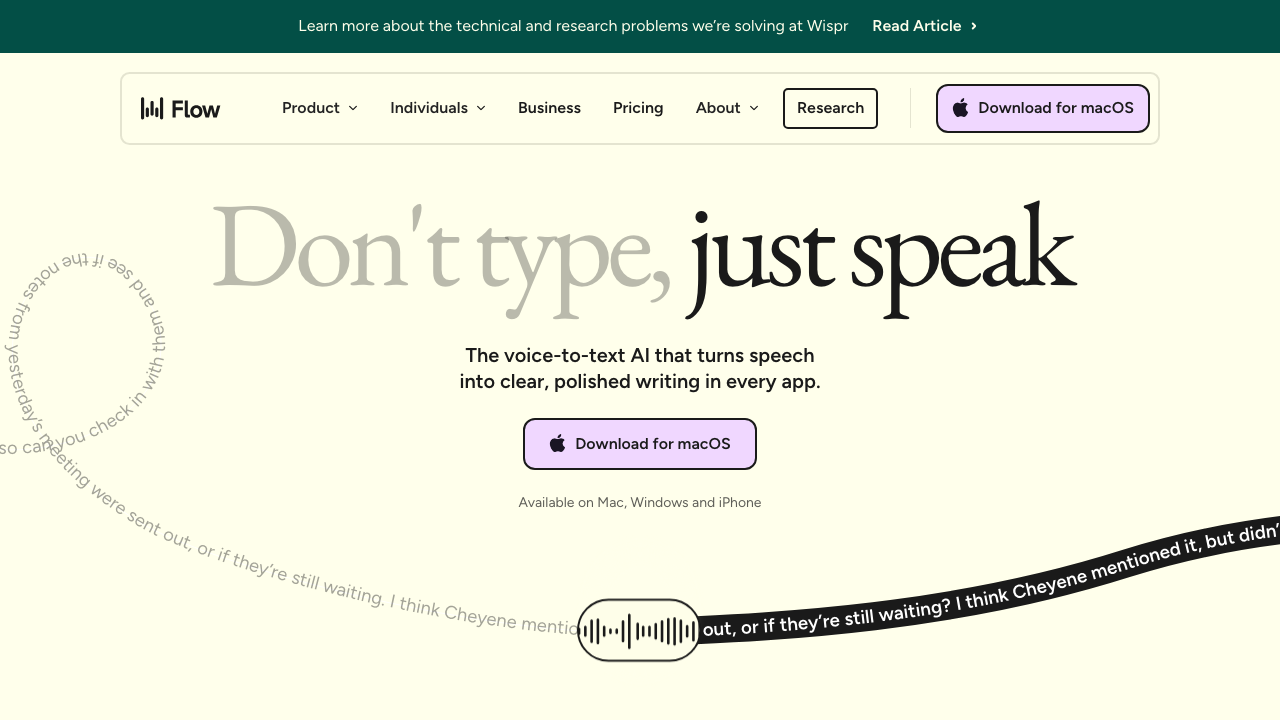 Learn more about the technical and research problems we’re solving at Wispr Read Article
Flow Product Individuals Business Pricing About Research Download for macOS
Don't type, just speak
The voice-to-text AI that turns speech
into clear, polished writing in every app.
Download for macOS
Available on Mac, Windows and iPhone
so can you check in with them and see if the notes from yesterday’s meeting were sent out, or if they’re still waiting. I think Cheyene mentio
out, or if they’re still waiting? I think Cheyene mentioned it, but didn’